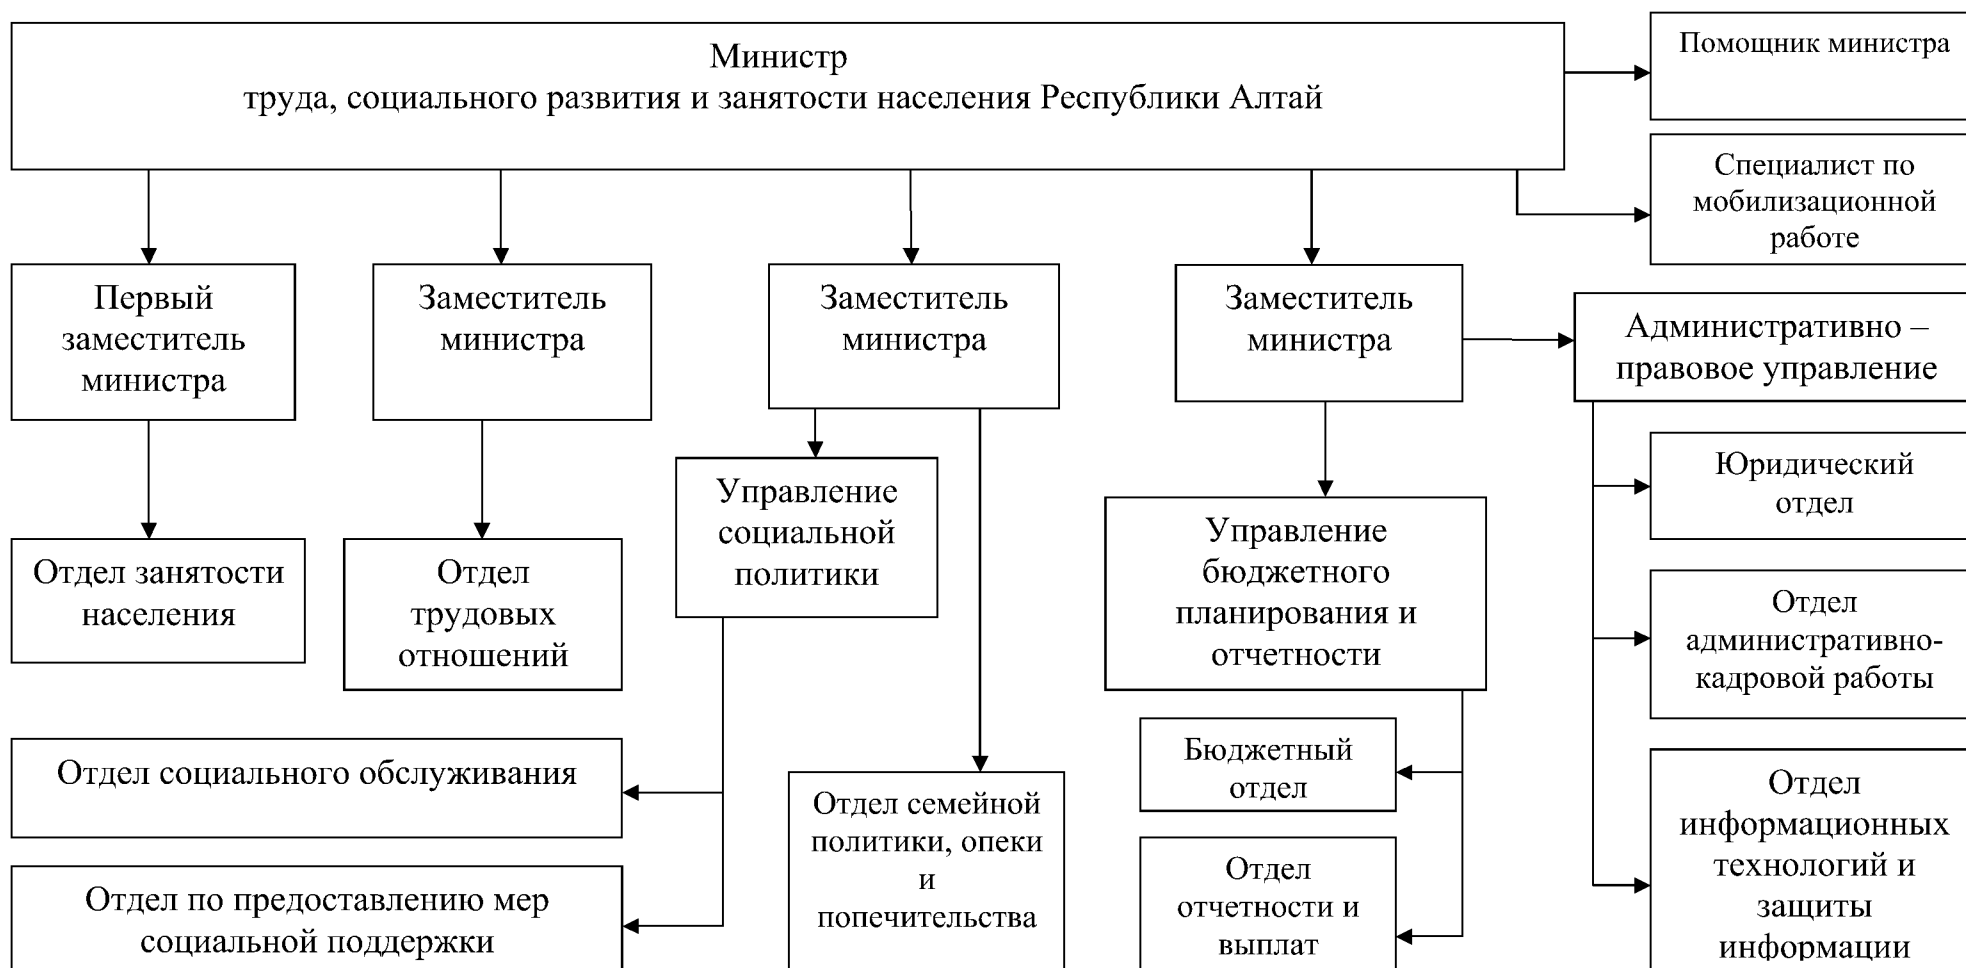 Министр
труда, социального развития и занятости населения Республики Алтай
Помощник министра
Специалист по
мобилизационной
работе
Первый
заместитель
министра
Заместитель
министра
Заместитель
министра
Заместитель
министра
Административно –
правовое управление
Управление
социальной
политики
Управление
бюджетного
планирования и
отчетности
Юридический
отдел
Отдел занятости
населения
Отдел
трудовых
отношений
Отдел
административно-
кадровой работы
Отдел социального обслуживания
Бюджетный
отдел
Отдел семейной
политики, опеки
и
попечительства
Отдел
информационных
технологий и
защиты
информации
Отдел по предоставлению мер
социальной поддержки
Отдел
отчетности и
выплат